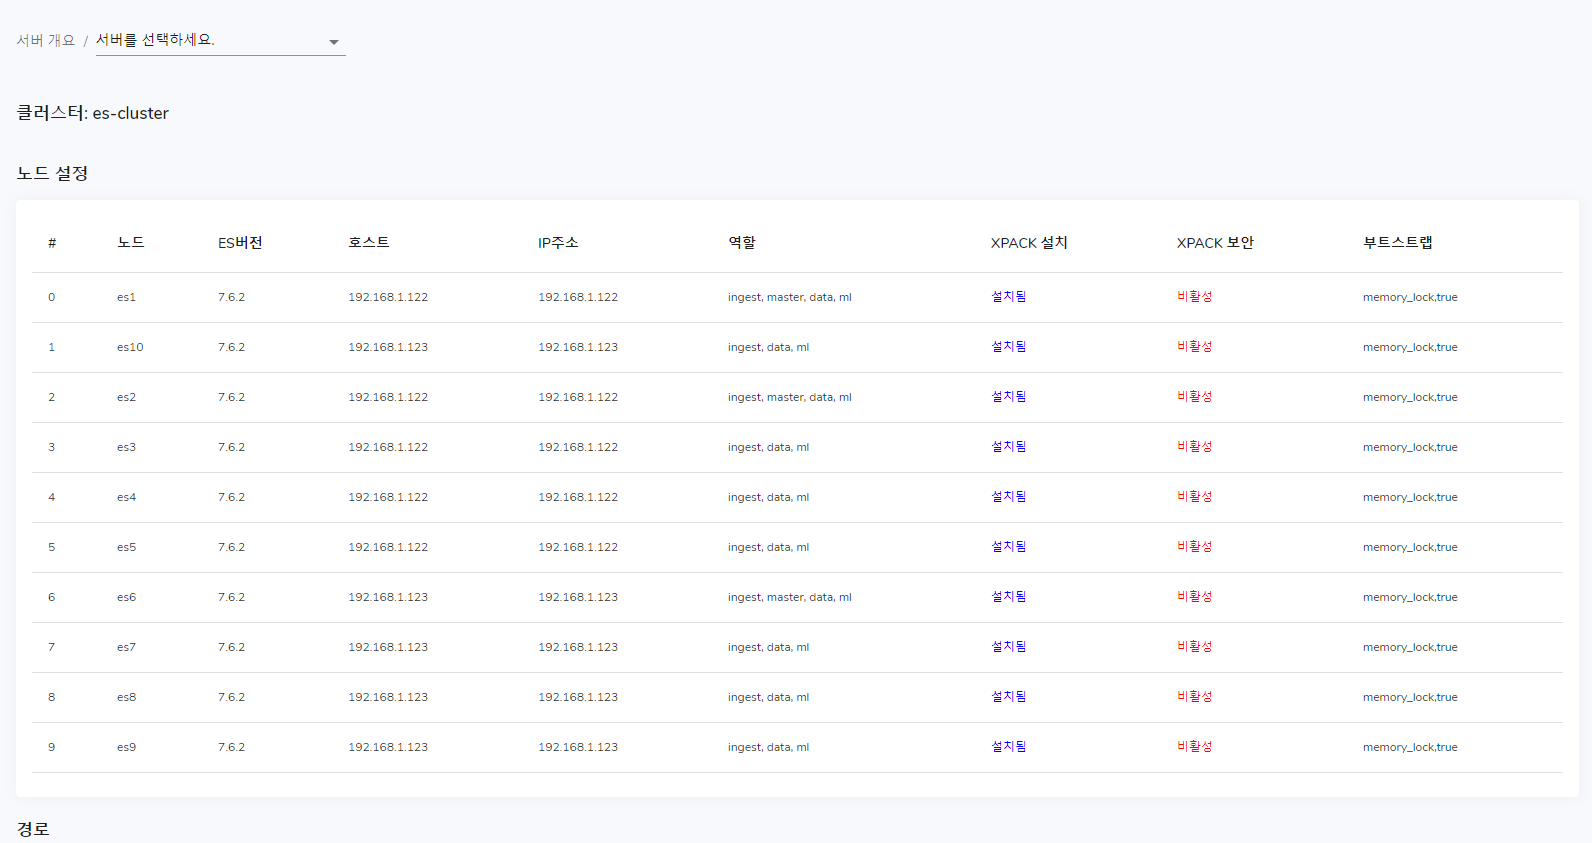 서버 개요 / 서버를 선택하세요.
클러스터: es-cluster
노드 설정
# 노드 ES버전 호스트 IP주소 역할 XPACK 설치 XPACK 보안 부트스트랩
0 es1 7.6.2 192.168.1.122 192.168.1.122 ingest, master, data, ml 설치됨 비활성 memory_lock,true
1 es10 7.6.2 192.168.1.123 192.168.1.123 ingest, data, ml 설치됨 비활성 memory_lock,true
2 es2 7.6.2 192.168.1.122 192.168.1.122 ingest, master, data, ml 설치됨 비활성 memory_lock,true
3 es3 7.6.2 192.168.1.122 192.168.1.122 ingest, data, ml 설치됨 비활성 memory_lock,true
4 es4 7.6.2 192.168.1.122 192.168.1.122 ingest, data, ml 설치됨 비활성 memory_lock,true
5 es5 7.6.2 192.168.1.122 192.168.1.122 ingest, data, ml 설치됨 비활성 memory_lock,true
6 es6 7.6.2 192.168.1.123 192.168.1.123 ingest, master, data, ml 설치됨 비활성 memory_lock,true
7 es7 7.6.2 192.168.1.123 192.168.1.123 ingest, data, ml 설치됨 비활성 memory_lock,true
8 es8 7.6.2 192.168.1.123 192.168.1.123 ingest, data, ml 설치됨 비활성 memory_lock,true
9 es9 7.6.2 192.168.1.123 192.168.1.123 ingest, data, ml 설치됨 비활성 memory_lock,true
경로